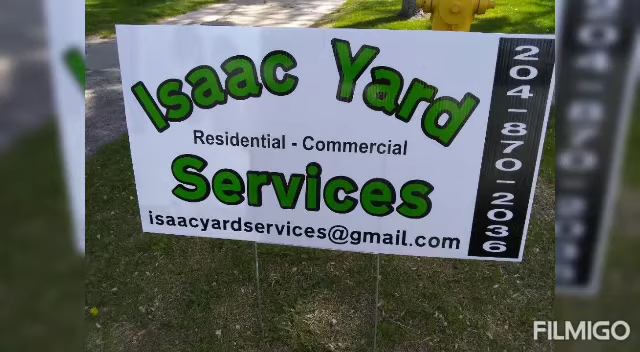 Isaac Yard
Residential - Commercial
Services
isaacyardservices@gmail.com
204-870-2036
FILMIGO